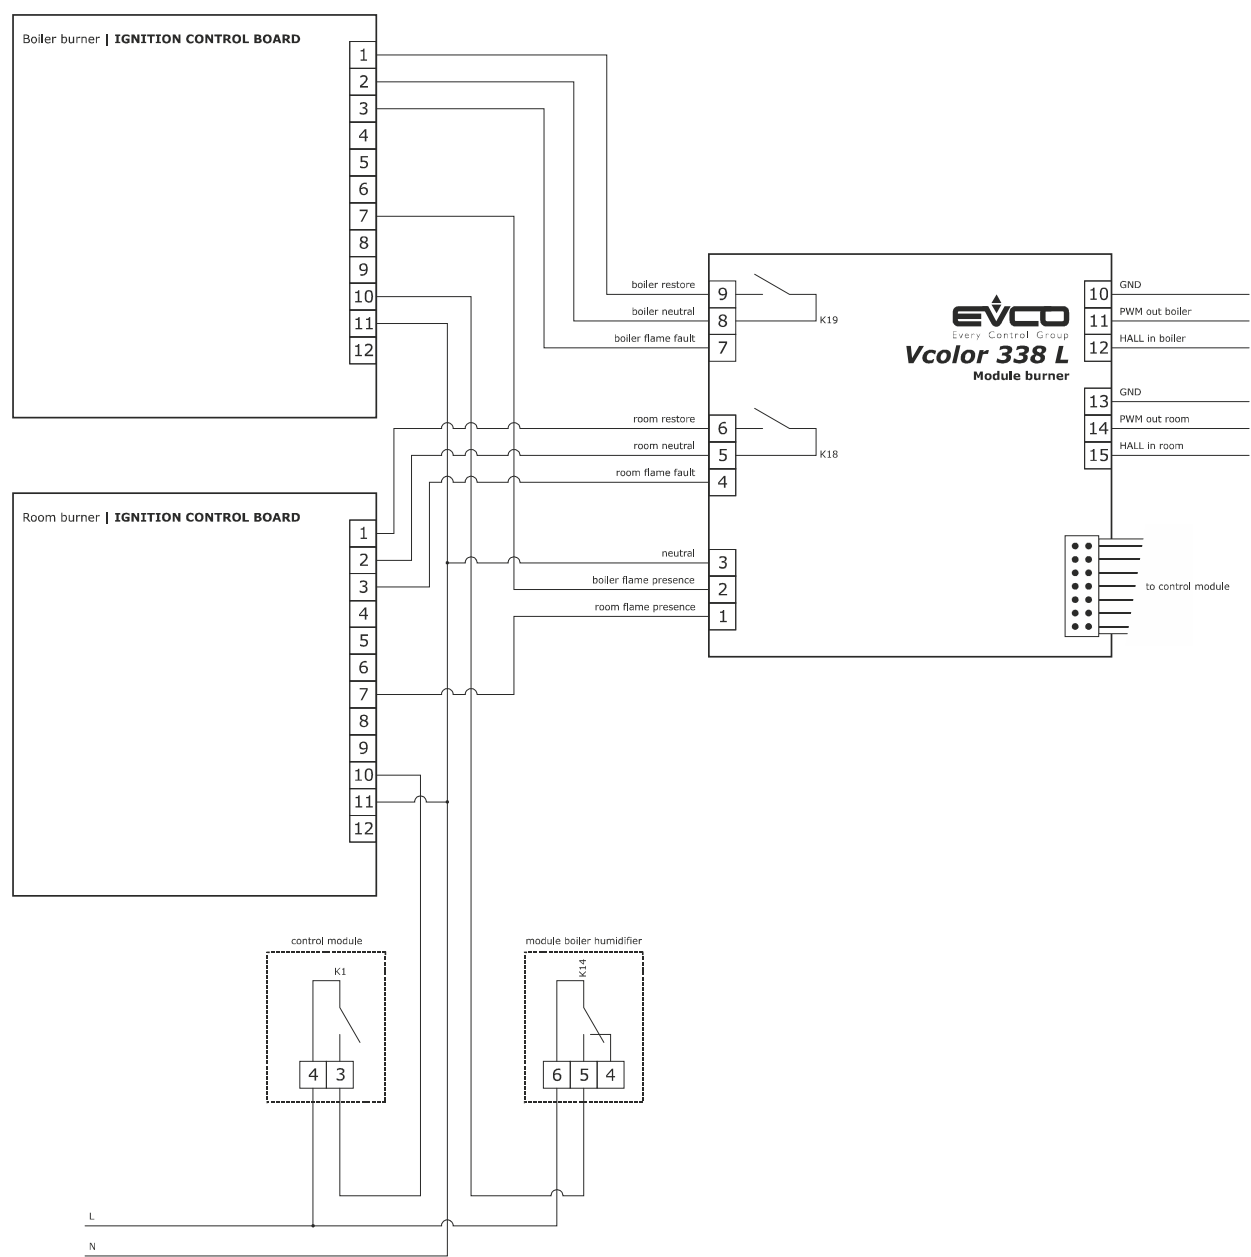 Boiler burner | IGNITION CONTROL BOARD
1
2
3
4
5
6
7
8
9
10
11
12
boiler restore
9
boiler neutral
8
K19
boiler flame fault
7
room restore
6
room neutral
5
K18
room flame fault
4
neutral
3
boiler flame presence
2
room flame presence
1
EVCO
Every Control Group
Vcolor 338 L
Module burner
10 GND
11 PWM out boiler
12 HALL in boiler
13 GND
14 PWM out room
15 HALL in room
to control module
Room burner | IGNITION CONTROL BOARD
1
2
3
4
5
6
7
8
9
10
11
12
control module
K1
4 3
module boiler humidifier
K14
6 5 4
L
N